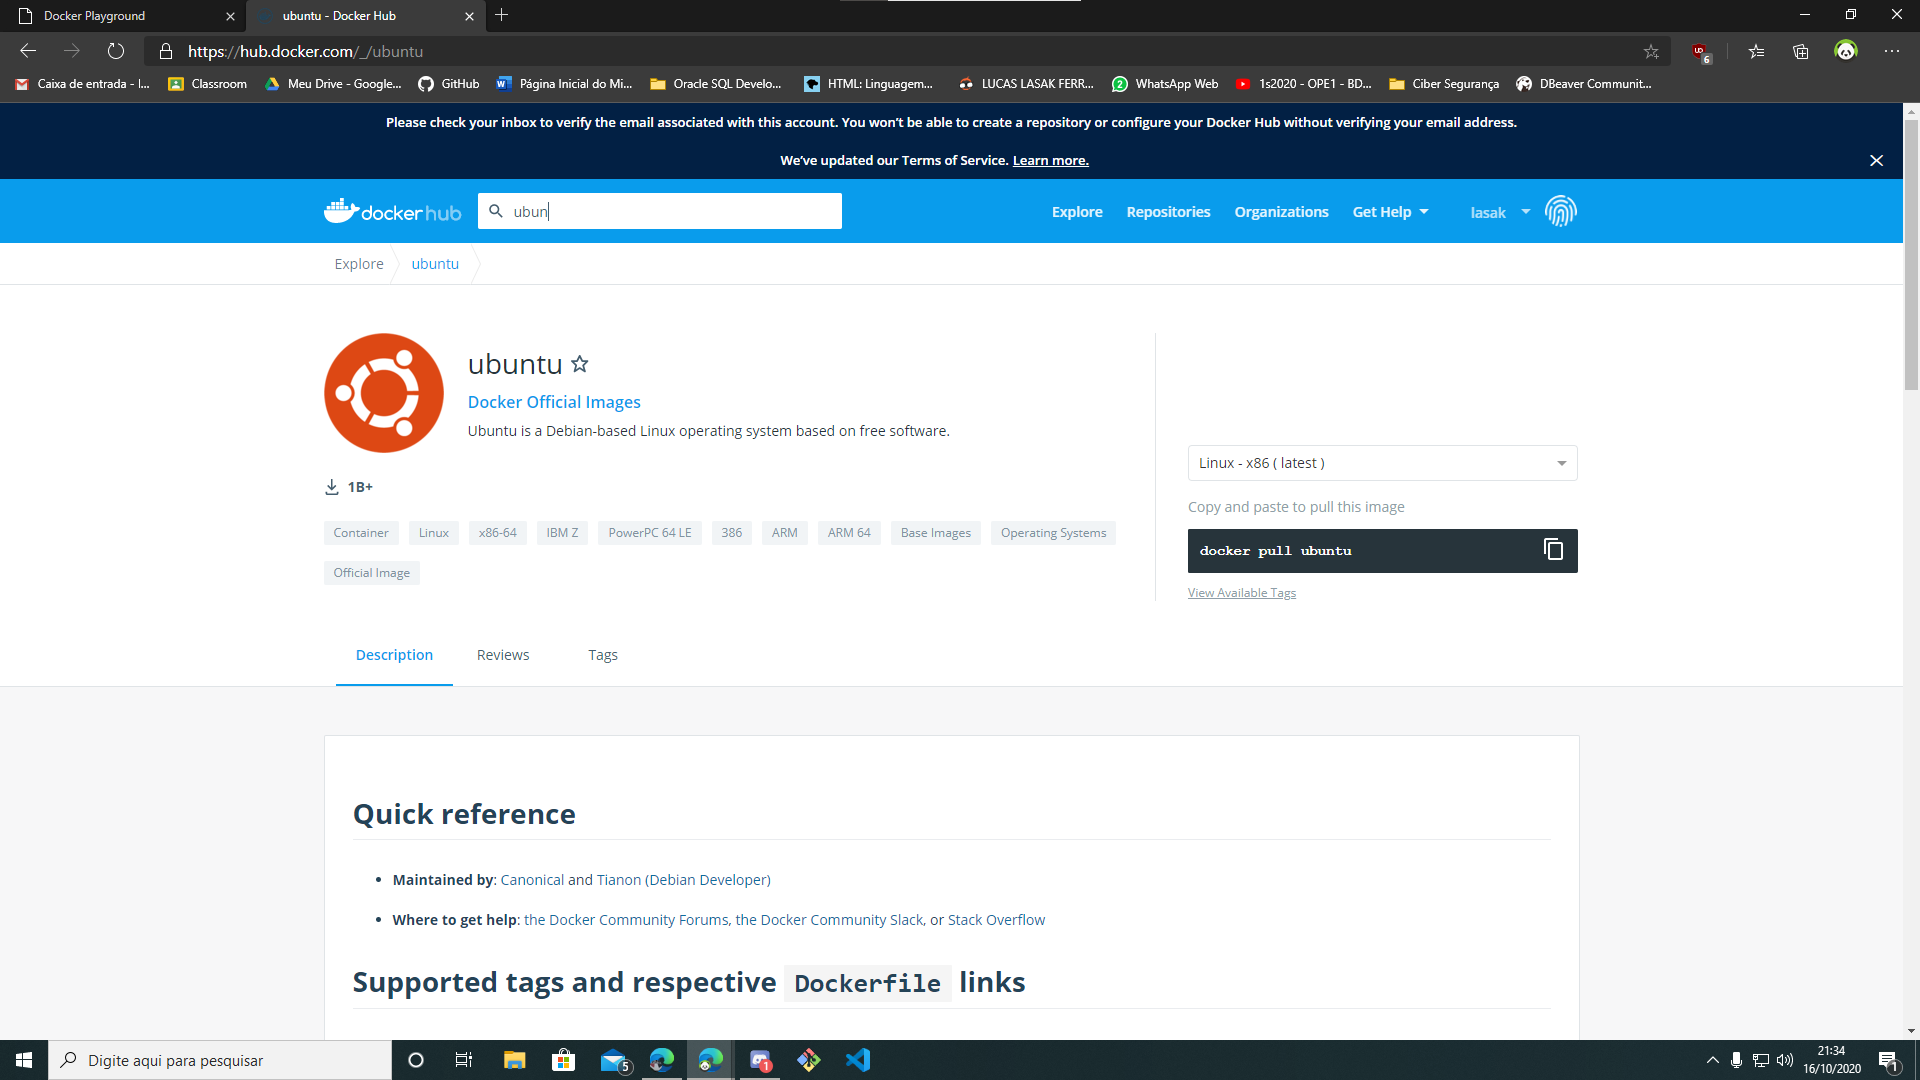 Docker Playground
ubuntu - Docker Hub
https://hub.docker.com/_/ubuntu
6
Caixa de entrada - l...
Classroom
Meu Drive - Google...
GitHub
Página Inicial do Mi...
Oracle SQL Develo...
HTML: Linguagem...
LUCAS LASAK FERR...
WhatsApp Web
1s2020 - OPE1 - BD...
Ciber Segurança
DBeaver Communit...
Please check your inbox to verify the email associated with this account. You won't be able to create a repository or configure your Docker Hub without verifying your email address.
We've updated our Terms of Service. Learn more.
docker hub
ubun
Explore
Repositories
Organizations
Get Help
lasak
Explore
ubuntu
ubuntu
Docker Official Images
Ubuntu is a Debian-based Linux operating system based on free software.
1B+
Container
Linux
x86-64
IBM Z
PowerPC 64 LE
386
ARM
ARM 64
Base Images
Operating Systems
Official Image
Linux - x86 ( latest )
Copy and paste to pull this image
docker pull ubuntu
View Available Tags
Description
Reviews
Tags
Quick reference
• Maintained by: Canonical and Tianon (Debian Developer)
• Where to get help: the Docker Community Forums, the Docker Community Slack, or Stack Overflow
Supported tags and respective Dockerfile links
Digite aqui para pesquisar
5
1
21:34
16/10/2020
1